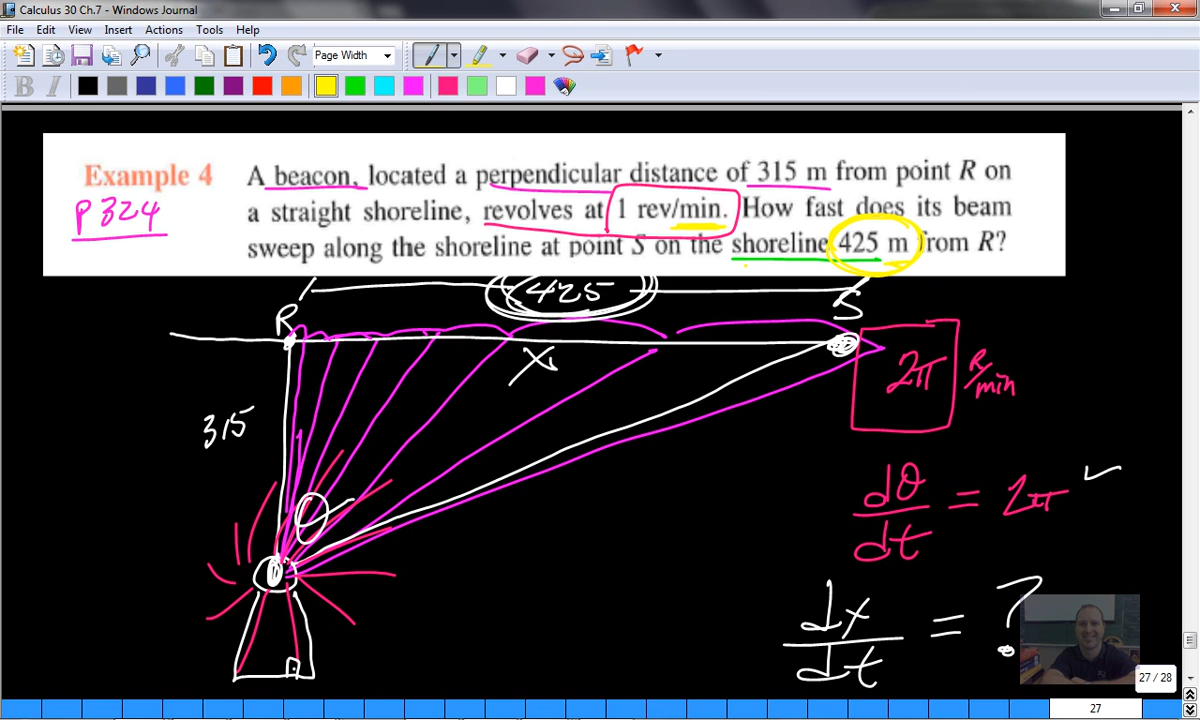 Calculus 30 Ch.7 - Windows Journal
File Edit View Insert Actions Tools Help
Page Width
B I
Example 4 A beacon, located a perpendicular distance of 315 m from point R on
P324 a straight shoreline, revolves at 1 rev/min. How fast does its beam
sweep along the shoreline at point S on the shoreline 425 m from R?
425
R S
X
2π R/min
315
θ
dθ/dt = 2π ✓
dx/dt = ?
27 / 28
27